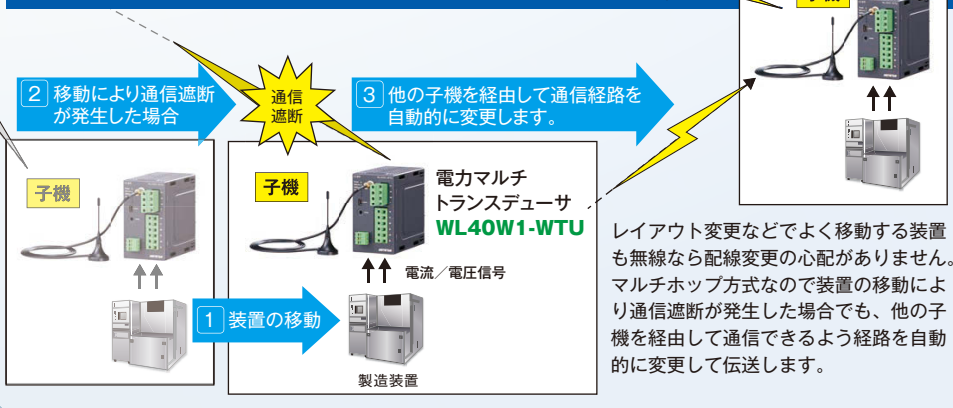 子機
2 移動により通信遮断
が発生した場合
通信
遮断
3 他の子機を経由して通信経路を
自動的に変更します。
子機
子機
電力マルチ
トランスデューサ
WL40W1-WTU
電流／電圧信号
1 装置の移動
製造装置
レイアウト変更などでよく移動する装置
も無線なら配線変更の心配がありません。
マルチホップ方式なので装置の移動によ
り通信遮断が発生した場合でも、他の子
機を経由して通信できるよう経路を自動
的に変更して伝送します。